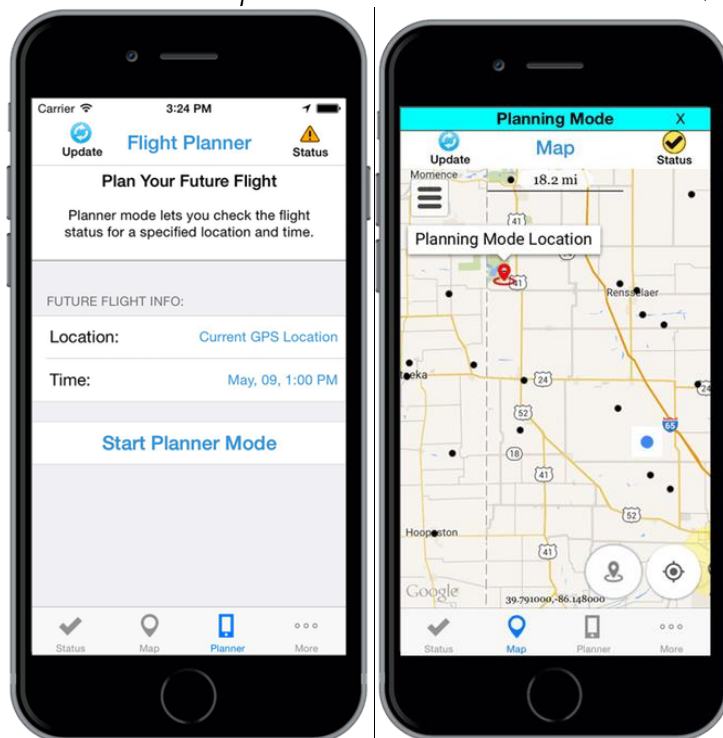 Carrier 3:24 PM
Update
Flight Planner
Status
Plan Your Future Flight
Planner mode lets you check the flight
status for a specified location and time.
FUTURE FLIGHT INFO:
Location: Current GPS Location
Time: May, 09, 1:00 PM
Start Planner Mode
Status Map Planner More
Planning Mode X
Update
Map
Status
Momence
18.2 mi
41
Planning Mode Location
41
Rensselaer
eka
24
24
52
65
18
41
52
Hoopeston
41
Google
39.791000,-86.148000
Status Map Planner More